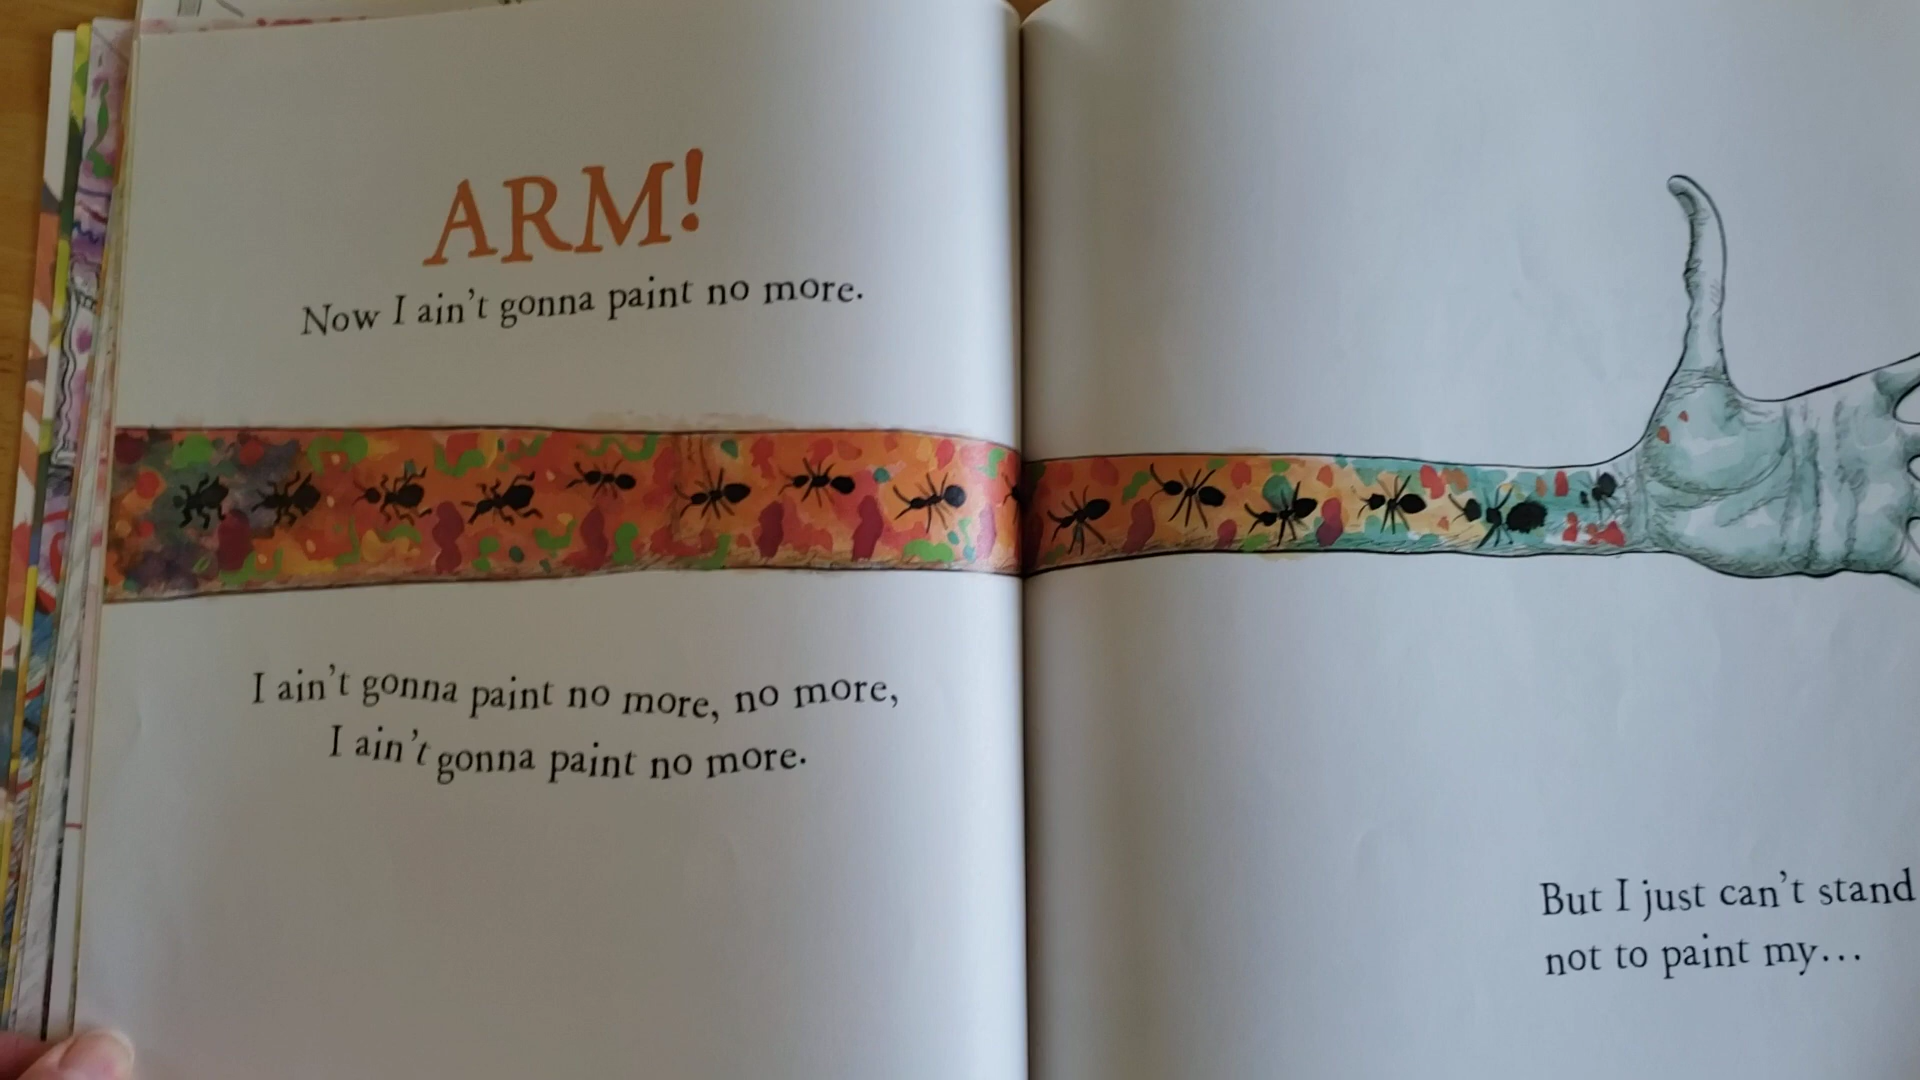 ARM!
Now I ain't gonna paint no more.
I ain't gonna paint no more, no more,
I ain't gonna paint no more.
But I just can't stand
not to paint my...